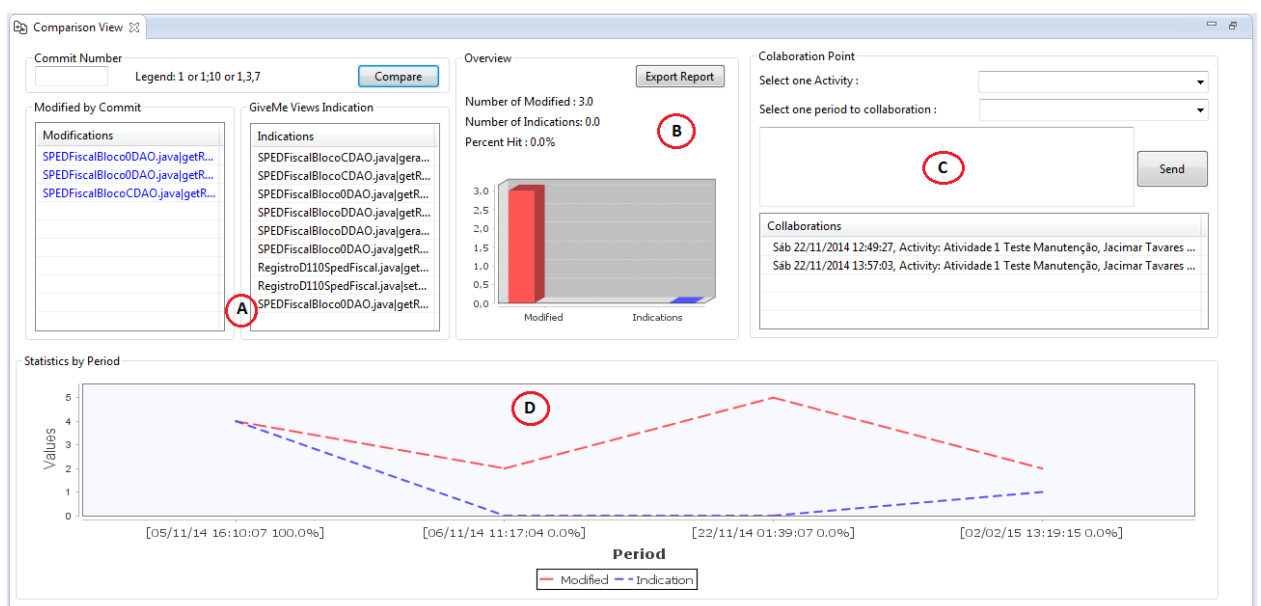 Comparison View
Commit Number
Legend: 1 or 1;10 or 1,3,7
Compare
Modified by Commit
Modifications
SPEDFiscalBloco0DAO.java|getR...
SPEDFiscalBloco0DAO.java|getR...
SPEDFiscalBlocoCDAO.java|getR...
GiveMe Views Indication
Indications
SPEDFiscalBlocoCDAO.java|gera...
SPEDFiscalBlocoCDAO.java|getR...
SPEDFiscalBloco0DAO.java|getR...
SPEDFiscalBlocoDDAO.java|getR...
SPEDFiscalBlocoDDAO.java|gera...
SPEDFiscalBloco0DAO.java|getR...
RegistroD110SpedFiscal.java|get...
RegistroD110SpedFiscal.java|set...
SPEDFiscalBloco0DAO.java|getR...
A
Overview
Export Report
Number of Modified : 3.0
Number of Indications: 0.0
Percent Hit : 0.0%
B
3,0
2,5
2,0
1,5
1,0
0,5
0,0
Modified Indications
Colaboration Point
Select one Activity :
Select one period to collaboration :
C
Send
Collaborations
Sáb 22/11/2014 12:49:27, Activity: Atividade 1 Teste Manutenção, Jacimar Tavares ...
Sáb 22/11/2014 13:57:03, Activity: Atividade 1 Teste Manutenção, Jacimar Tavares ...
Statistics by Period
D
Values
5
4
3
2
1
0
[05/11/14 16:10:07 100.0%] [06/11/14 11:17:04 0.0%] [22/11/14 01:39:07 0.0%] [02/02/15 13:19:15 0.0%]
Period
Modified Indication